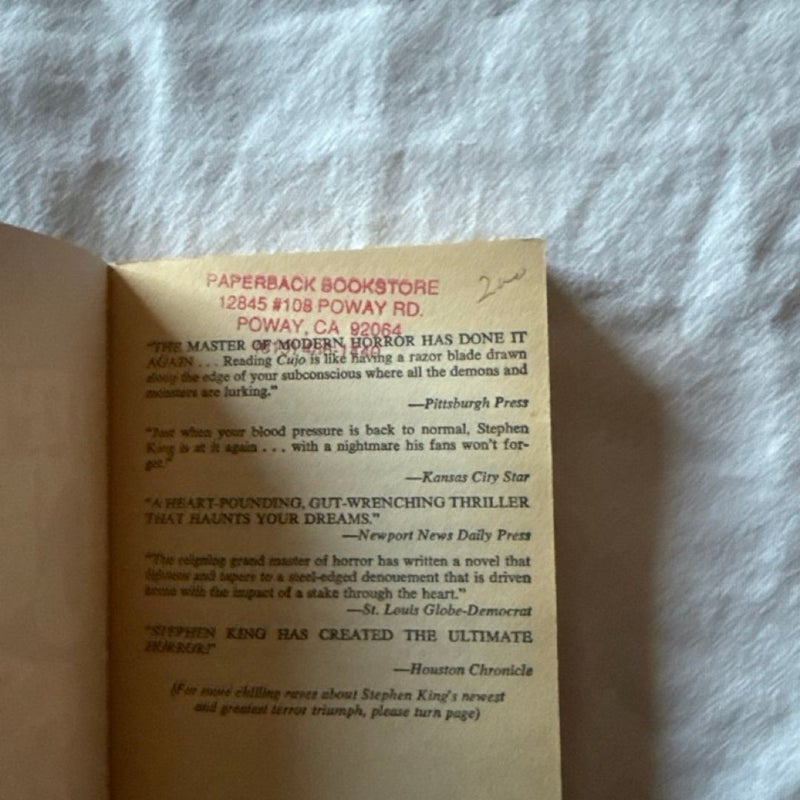 PAPERBACK BOOKSTORE
12845 #108 POWAY RD.
POWAY, CA 92064
200
"THE MASTER OF MODERN HORROR HAS DONE IT
AGAIN . . . Reading Cujo is like having a razor blade drawn
along the edge of your subconscious where all the demons and
monsters are lurking."
—Pittsburgh Press
"Just when your blood pressure is back to normal, Stephen
King is at it again . . . with a nightmare his fans won't for-
get."
—Kansas City Star
"A HEART-POUNDING, GUT-WRENCHING THRILLER
THAT HAUNTS YOUR DREAMS."
—Newport News Daily Press
"The reigning grand master of horror has written a novel that
tightens and tapers to a steel-edged denouement that is driven
home with the impact of a stake through the heart."
—St. Louis Globe-Democrat
"STEPHEN KING HAS CREATED THE ULTIMATE
HORROR!"
—Houston Chronicle
(For more chilling raves about Stephen King's newest
and greatest terror triumph, please turn page)